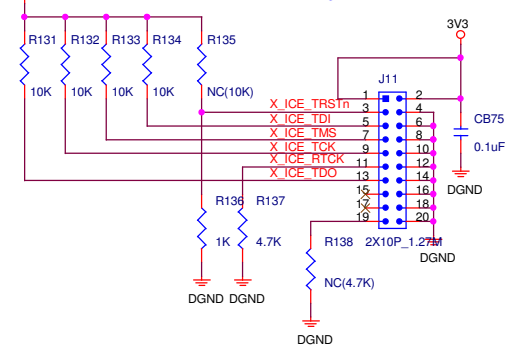 3V3
R131 R132 R133 R134 R135
10K 10K 10K 10K NC(10K)
J11
CB75
0.1uF
DGND
X_ICE_TRSTn
X_ICE_TDI
X_ICE_TMS
X_ICE_TCK
X_ICE_RTCK
X_ICE_TDO
1 2
3 4
5 6
7 8
9 10
11 12
13 14
15 16
17 18
19 20
2X10P_1.27M
DGND
R136 R137
1K 4.7K
DGND DGND
R138
NC(4.7K)
DGND